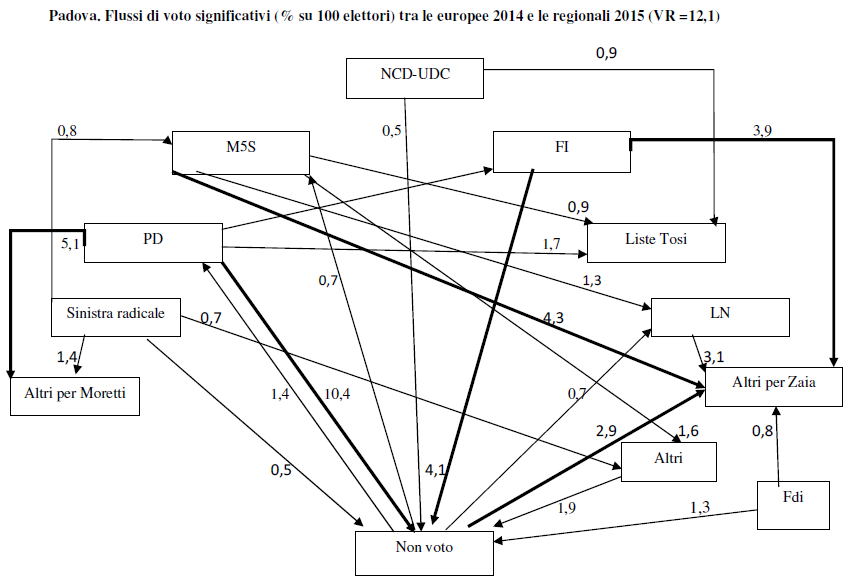 Padova. Flussi di voto significativi (% su 100 elettori) tra le europee 2014 e le regionali 2015 (VR =12,1)
0,9
NCD-UDC
0,8
0,5
3,9
M5S
FI
0,9
5,1
PD
1,7
Liste Tosi
0,7
1,3
Sinistra radicale
0,7
4,3
LN
1,4
3,1
Altri per Moretti
1,4
10,4
0,7
Altri per Zaia
2,9
1,6
0,8
Altri
0,5
4,1
Fdi
1,9
1,3
Non voto